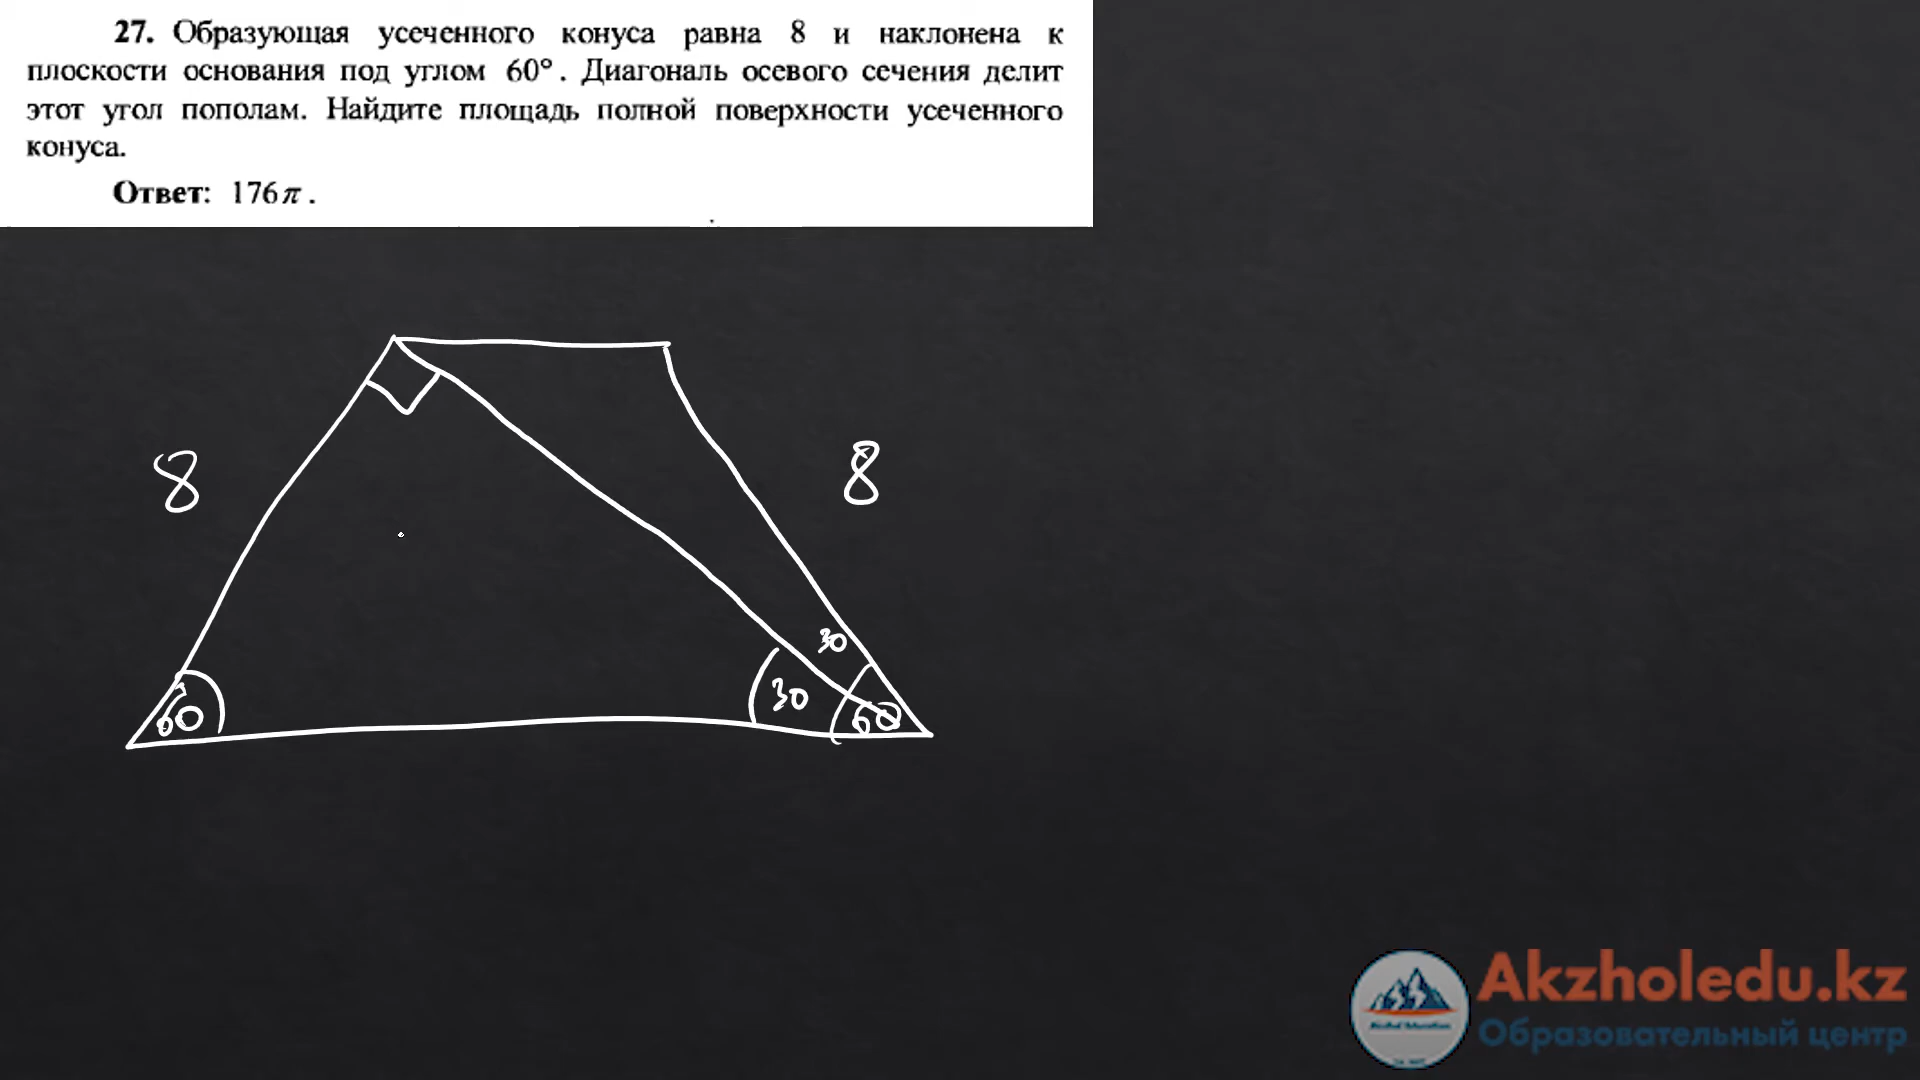 27. Образующая усеченного конуса равна 8 и наклонена к
плоскости основания под углом 60°. Диагональ осевого сечения делит
этот угол пополам. Найдите площадь полной поверхности усеченного
конуса.
Ответ: 176π.
8
8
30
30
60
60
Akzholedu.kz
Образовательный центр